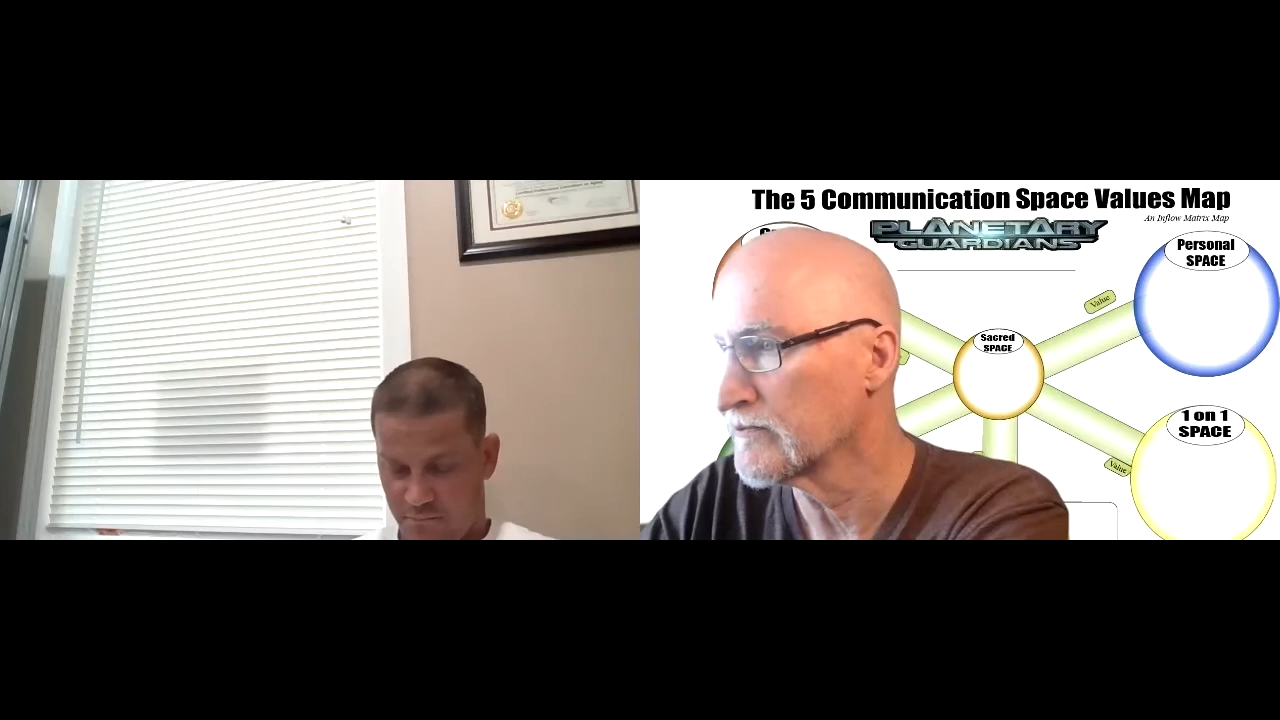 The 5 Communication Space Values Map
An Inflow Matrix Map
PLANETARY
GUARDIANS
Personal
SPACE
Value
Sacred
SPACE
1 on 1
SPACE
Value